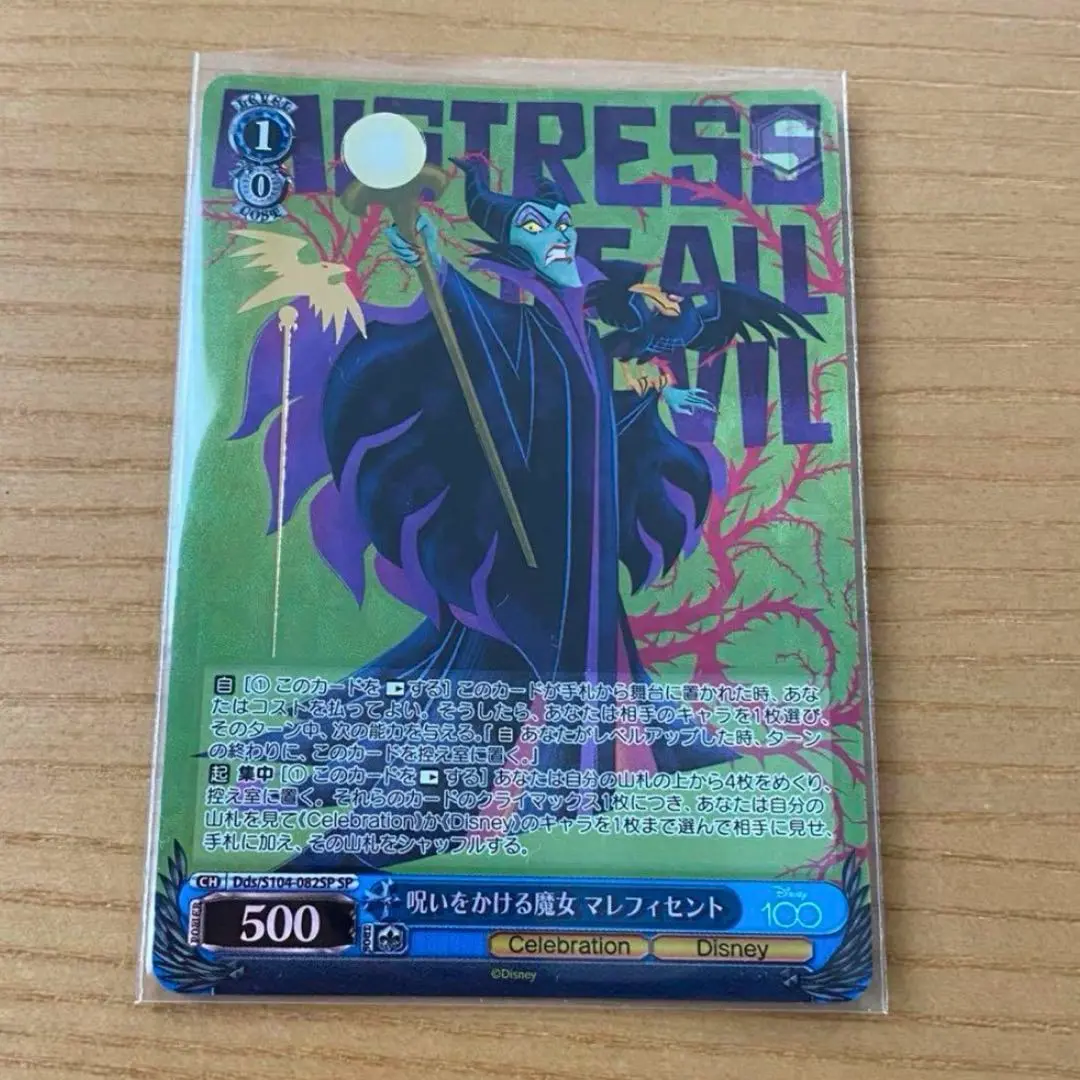 LEVEL
1
0
COST
MISTRESS
OF ALL
EVIL
自 [① このカードを する] このカードが手札から舞台に置かれた時、あな
たはコストを払ってよい。そうしたら、あなたは相手のキャラを1枚選び、
そのターン中、次の能力を与える。『自 あなたがレベルアップした時、ターン
の終わりに、このカードを控え室に置く。』
起 集中 [① このカードを する] あなたは自分の山札の上から4枚をめくり、
控え室に置く。それらのカードのクライマックス1枚につき、あなたは自分の
山札を見て《Celebration》か《Disney》のキャラを1枚まで選んで相手に見せ、
手札に加え、その山札をシャッフルする。
CH Dds/S104-082SP SP
呪いをかける魔女 マレフィセント
Disney
100
POWER
500
SOUL
Celebration
Disney
©Disney